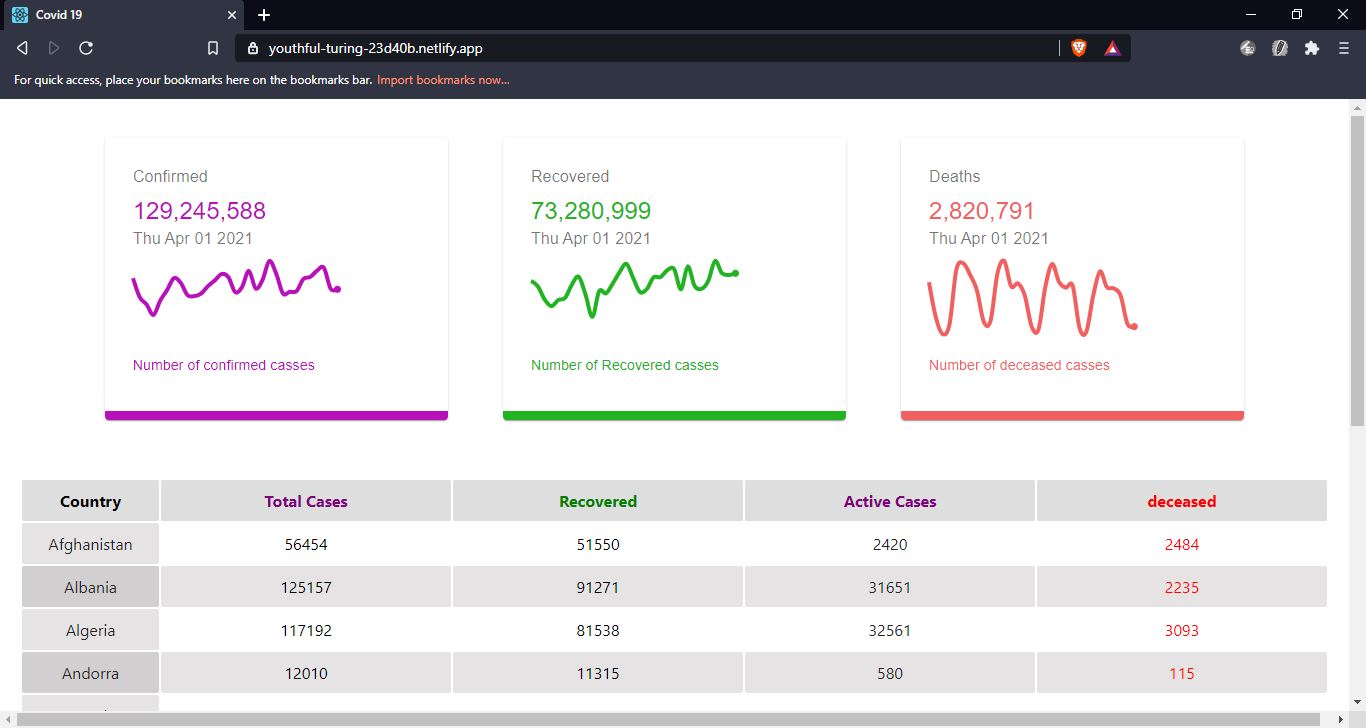 Covid 19
youthful-turing-23d40b.netlify.app
For quick access, place your bookmarks here on the bookmarks bar. Import bookmarks now...
Confirmed
129,245,588
Thu Apr 01 2021
Number of confirmed casses
Recovered
73,280,999
Thu Apr 01 2021
Number of Recovered casses
Deaths
2,820,791
Thu Apr 01 2021
Number of deceased casses
Country Total Cases Recovered Active Cases deceased
Afghanistan 56454 51550 2420 2484
Albania 125157 91271 31651 2235
Algeria 117192 81538 32561 3093
Andorra 12010 11315 580 115